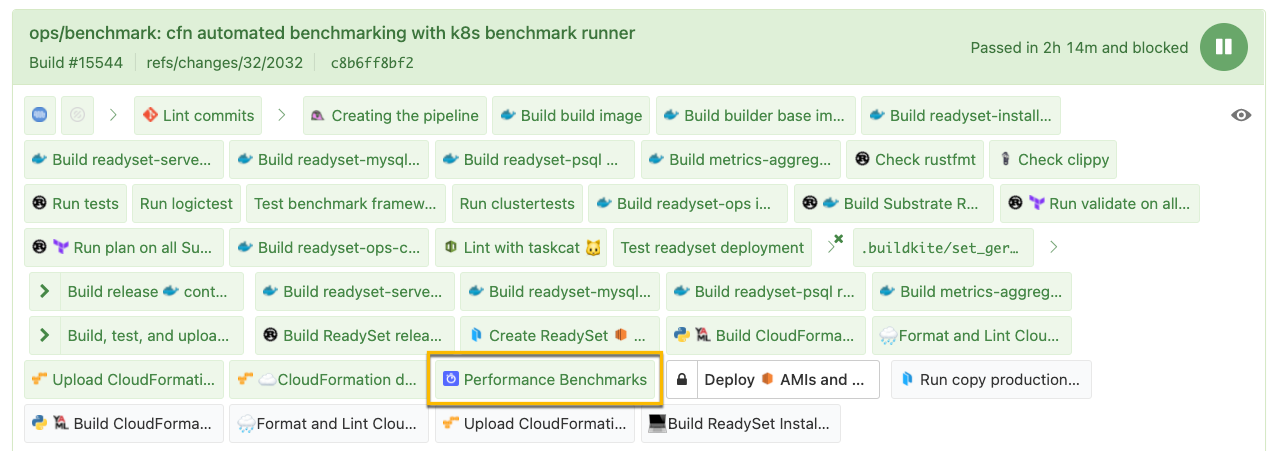 ops/benchmark: cfn automated benchmarking with k8s benchmark runner
Build #15544 refs/changes/32/2032 c8b6ff8bf2
Passed in 2h 14m and blocked
Lint commits Creating the pipeline Build build image Build builder base im... Build readyset-install...
Build readyset-serve... Build readyset-mysql... Build readyset-psql ... Build metrics-aggreg... Check rustfmt Check clippy
Run tests Run logictest Test benchmark framew... Run clustertests Build readyset-ops i... Build Substrate R... Run validate on all...
Run plan on all Su... Build readyset-ops-c... Lint with taskcat Test readyset deployment .buildkite/set_ger…
Build release cont... Build readyset-serve... Build readyset-mysql... Build readyset-psql r... Build metrics-aggreg...
Build, test, and uploa... Build ReadySet relea... Create ReadySet ... Build CloudForma... Format and Lint Clou...
Upload CloudFormati... CloudFormation d... Performance Benchmarks Deploy AMIs and ... Run copy production...
Build CloudForma... Format and Lint Clou... Upload CloudFormati... Build ReadySet Instal...